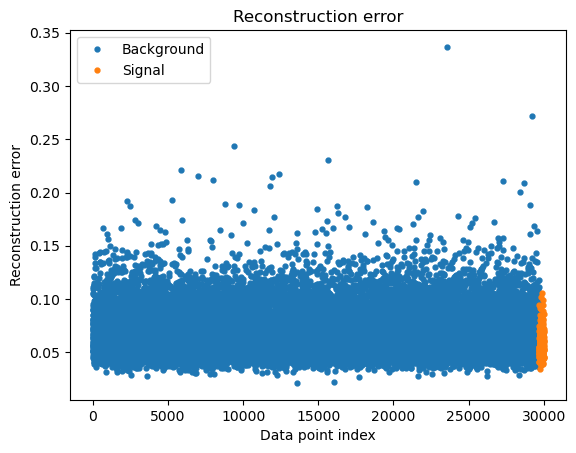 Reconstruction error
0.35
0.30
0.25
0.20
0.15
0.10
0.05
Reconstruction error
Background
Signal
0
5000
10000
15000
20000
25000
30000
Data point index